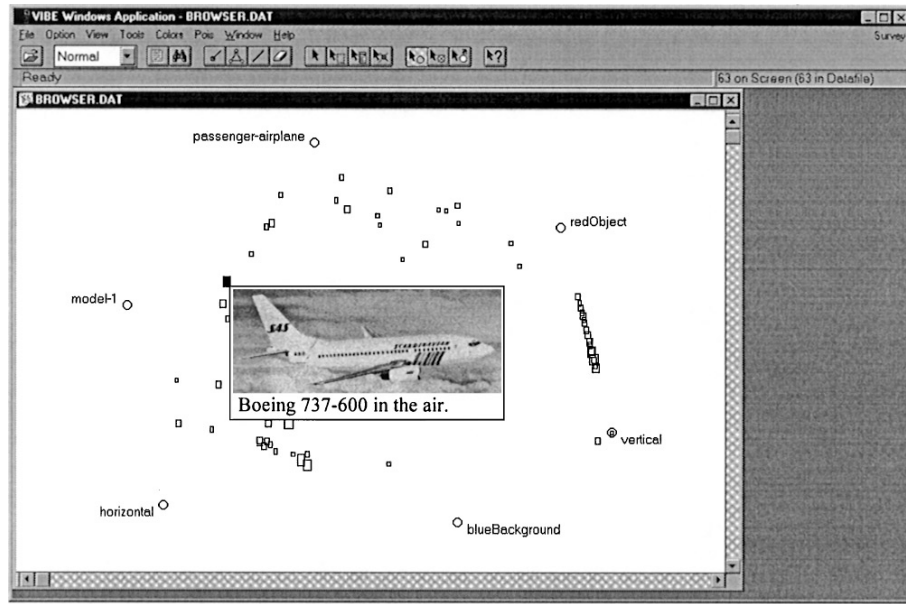 VIBE Windows Application - BROWSER.DAT
File Option View Tools Colors Pois Window Help
Survey
Normal
Ready
63 on Screen (63 in Datafile)
BROWSER.DAT
passenger-airplane
redObject
model-1
SAS
Boeing 737-600 in the air.
vertical
horizontal
blueBackground